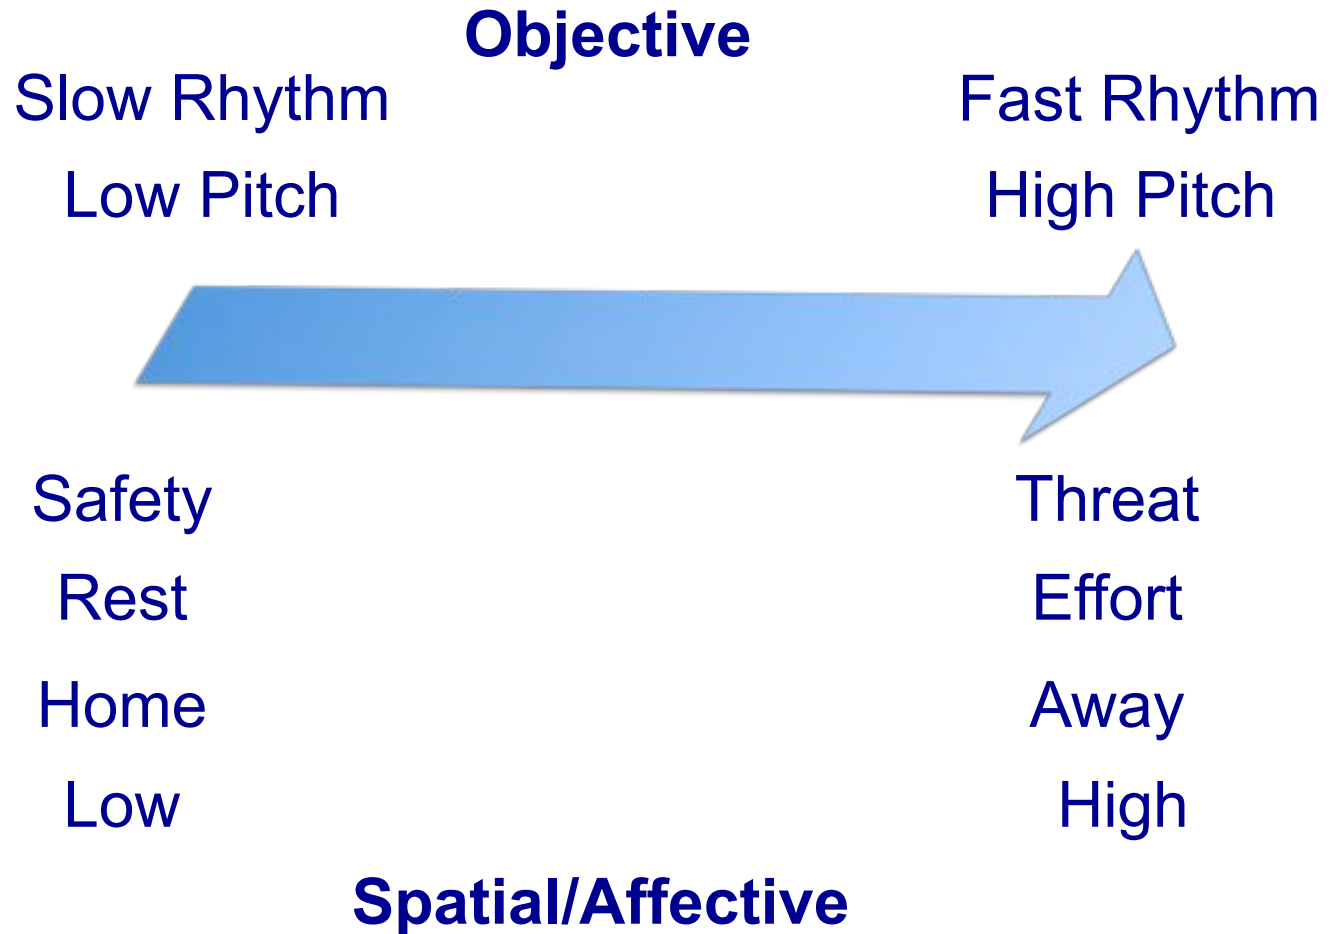 Objective
Slow Rhythm Fast Rhythm
Low Pitch High Pitch
Safety Threat
Rest Effort
Home Away
Low High
Spatial/Affective